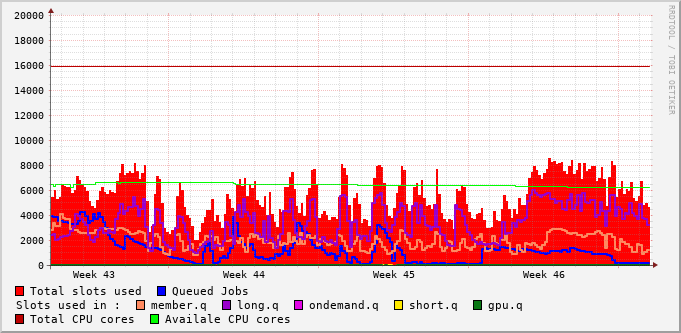 RRDTOOL / TOBI OETIKER
20000
18000
16000
14000
12000
10000
8000
6000
4000
2000
0
Week 43 Week 44 Week 45 Week 46
Total slots used Queued Jobs
Slots used in : member.q long.q ondemand.q short.q gpu.q
Total CPU cores Availale CPU cores